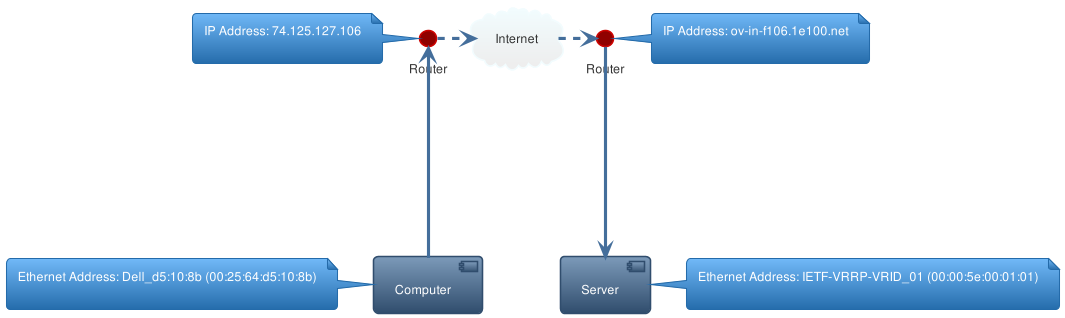 IP Address: 74.125.127.106
Internet
IP Address: ov-in-f106.1e100.net
Router
Router
Ethernet Address: Dell_d5:10:8b (00:25:64:d5:10:8b)
Computer
Server
Ethernet Address: IETF-VRRP-VRID_01 (00:00:5e:00:01:01)